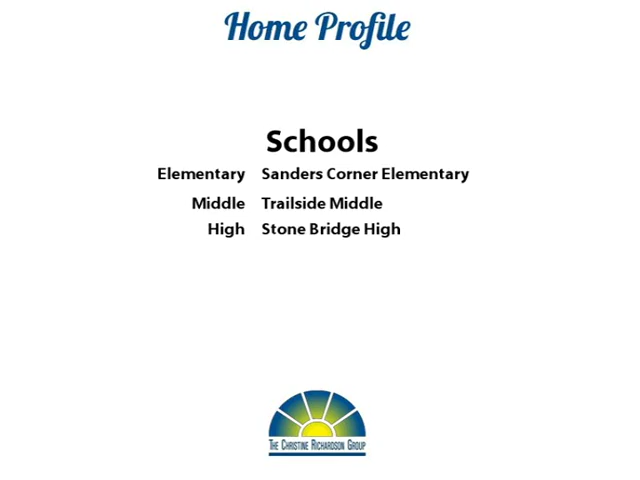 Home Profile
Schools
Elementary Sanders Corner Elementary
Middle Trailside Middle
High Stone Bridge High
The Christine Richardson Group